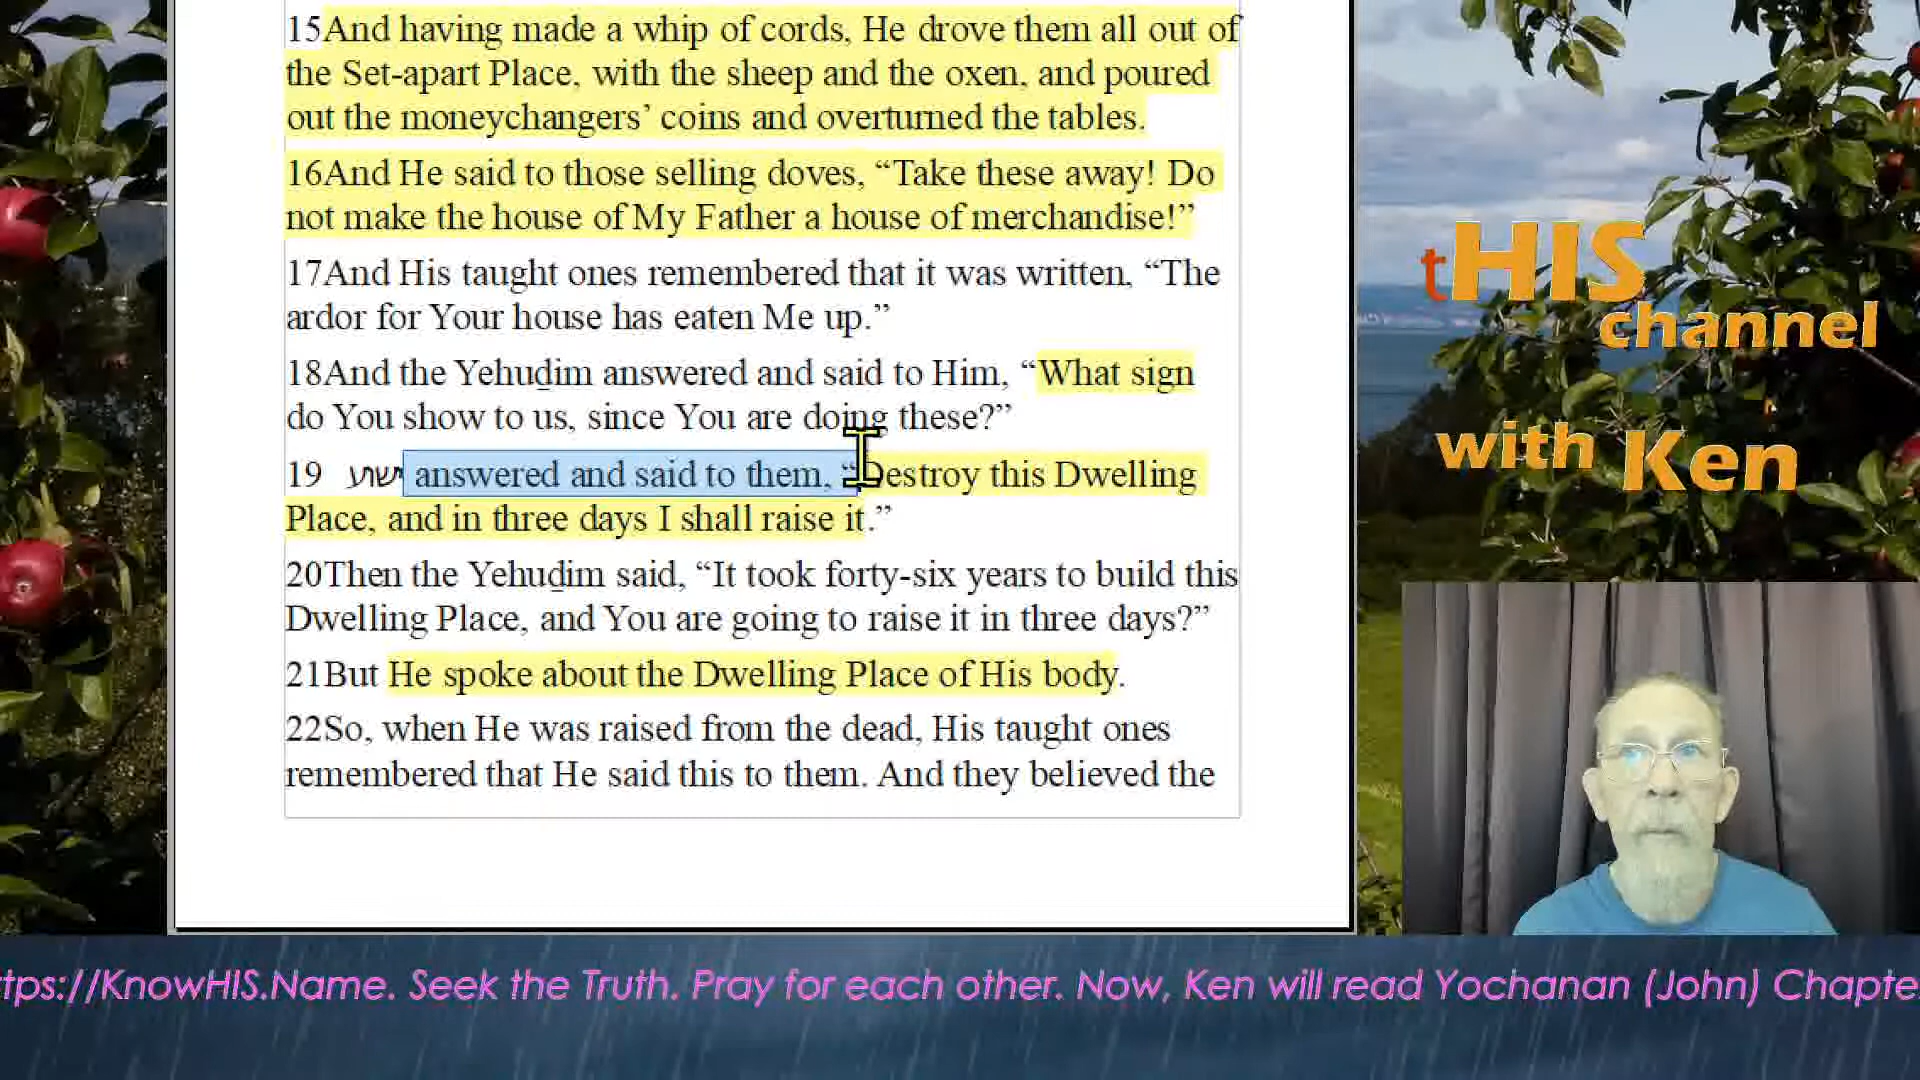 15And having made a whip of cords, He drove them all out of
the Set-apart Place, with the sheep and the oxen, and poured
out the moneychangers’ coins and overturned the tables.
16And He said to those selling doves, “Take these away! Do
not make the house of My Father a house of merchandise!”
17And His taught ones remembered that it was written, “The
ardor for Your house has eaten Me up.”
18And the Yehuḏim answered and said to Him, “What sign
do You show to us, since You are doing these?”
19 יהושע answered and said to them, “Destroy this Dwelling
Place, and in three days I shall raise it.”
20Then the Yehuḏim said, “It took forty-six years to build this
Dwelling Place, and You are going to raise it in three days?”
21But He spoke about the Dwelling Place of His body.
22So, when He was raised from the dead, His taught ones
remembered that He said this to them. And they believed the
tHIS
channel
with Ken
ttps://KnowHIS.Name. Seek the Truth. Pray for each other. Now, Ken will read Yochanan (John) Chapte